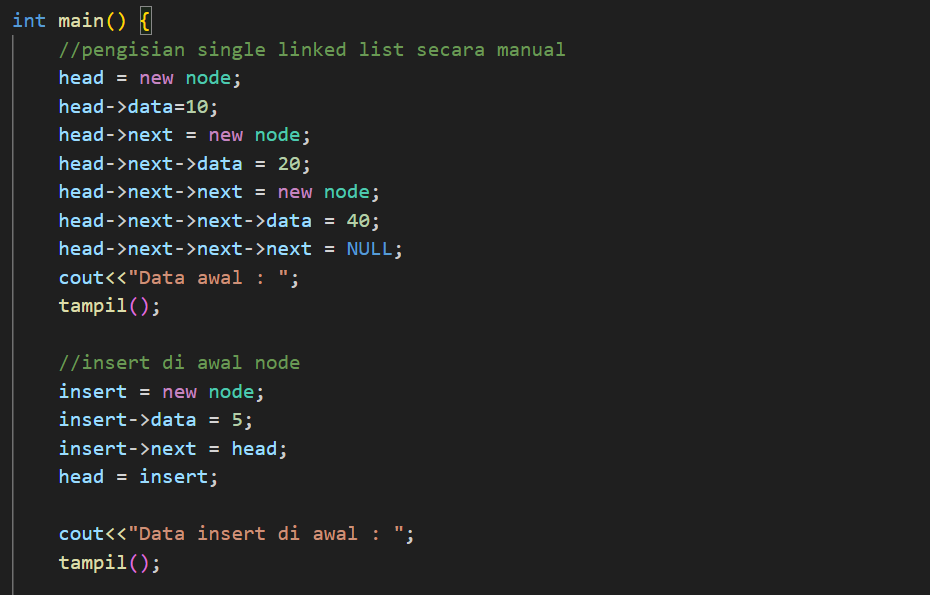 int main() {
//pengisian single linked list secara manual
head = new node;
head->data=10;
head->next = new node;
head->next->data = 20;
head->next->next = new node;
head->next->next->data = 40;
head->next->next->next = NULL;
cout<<"Data awal : ";
tampil();
//insert di awal node
insert = new node;
insert->data = 5;
insert->next = head;
head = insert;
cout<<"Data insert di awal : ";
tampil();